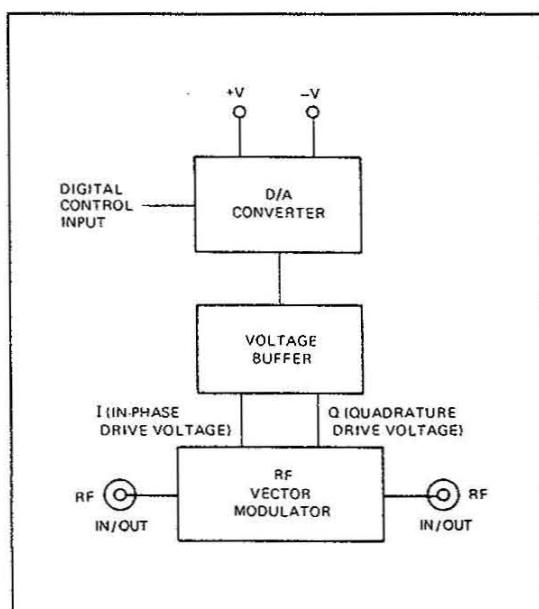 +V
−V
DIGITAL
CONTROL
INPUT
D/A
CONVERTER
VOLTAGE
BUFFER
I (IN-PHASE
DRIVE VOLTAGE)
Q (QUADRATURE
DRIVE VOLTAGE)
RF
IN/OUT
RF
VECTOR
MODULATOR
RF
IN/OUT